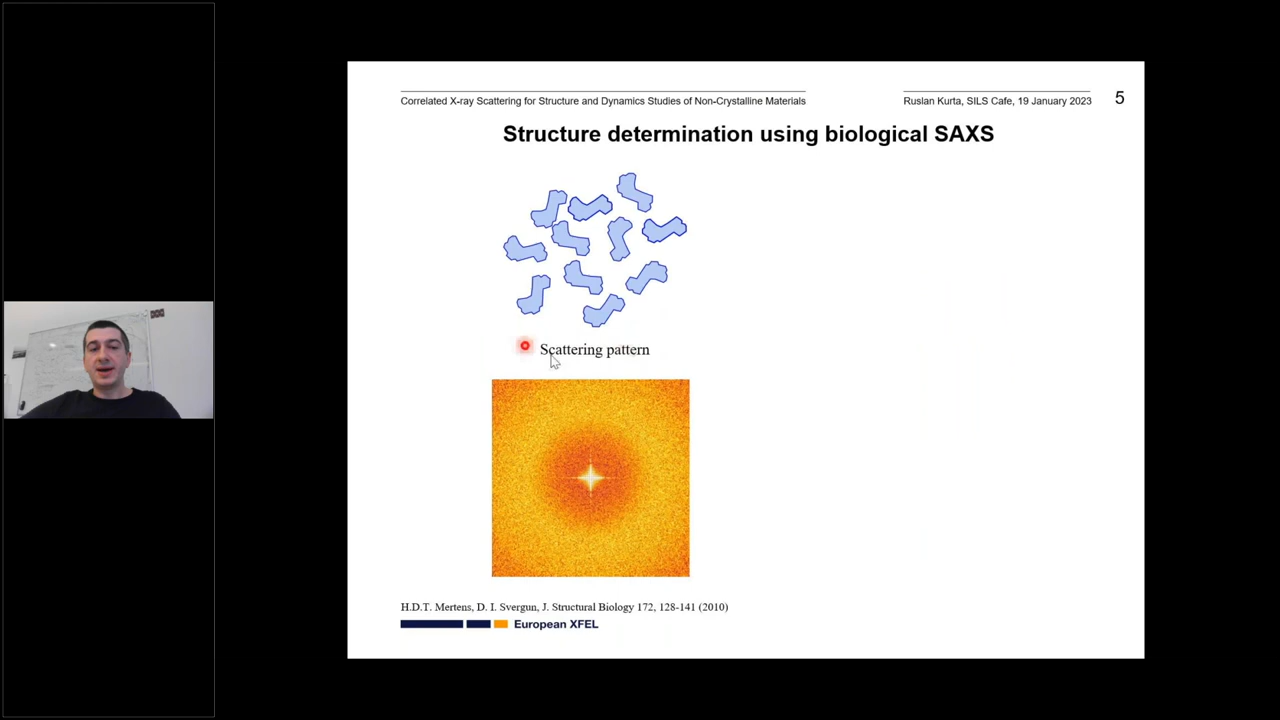 Correlated X-ray Scattering for Structure and Dynamics Studies of Non-Crystalline Materials
Ruslan Kurta, SILS Cafe, 19 January 2023
5
Structure determination using biological SAXS
Scattering pattern
H.D.T. Mertens, D. I. Svergun, J. Structural Biology 172, 128-141 (2010)
European XFEL